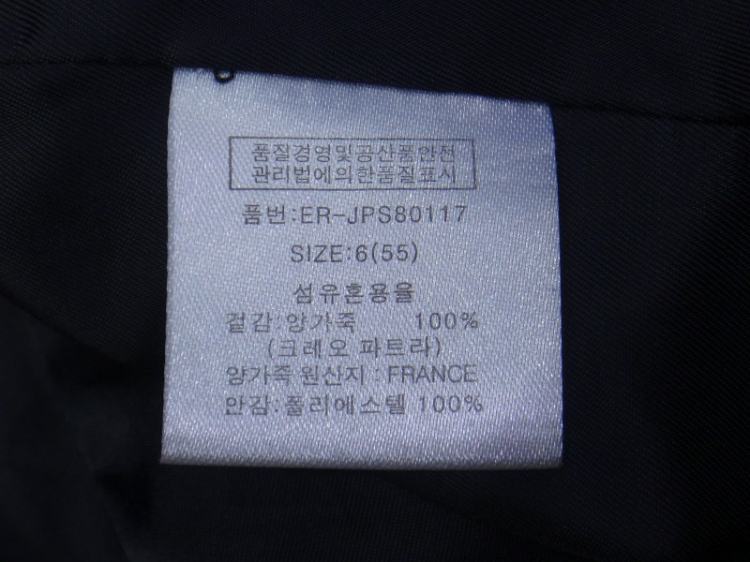 품질경영및공산품안전
관리법에의한품질표시
품번:ER-JPS80117
SIZE:6(55)
섬유혼용율
겉감:양가죽 100%
(크레오 파트라)
양가죽 원산지 : FRANCE
안감:폴리에스텔 100%